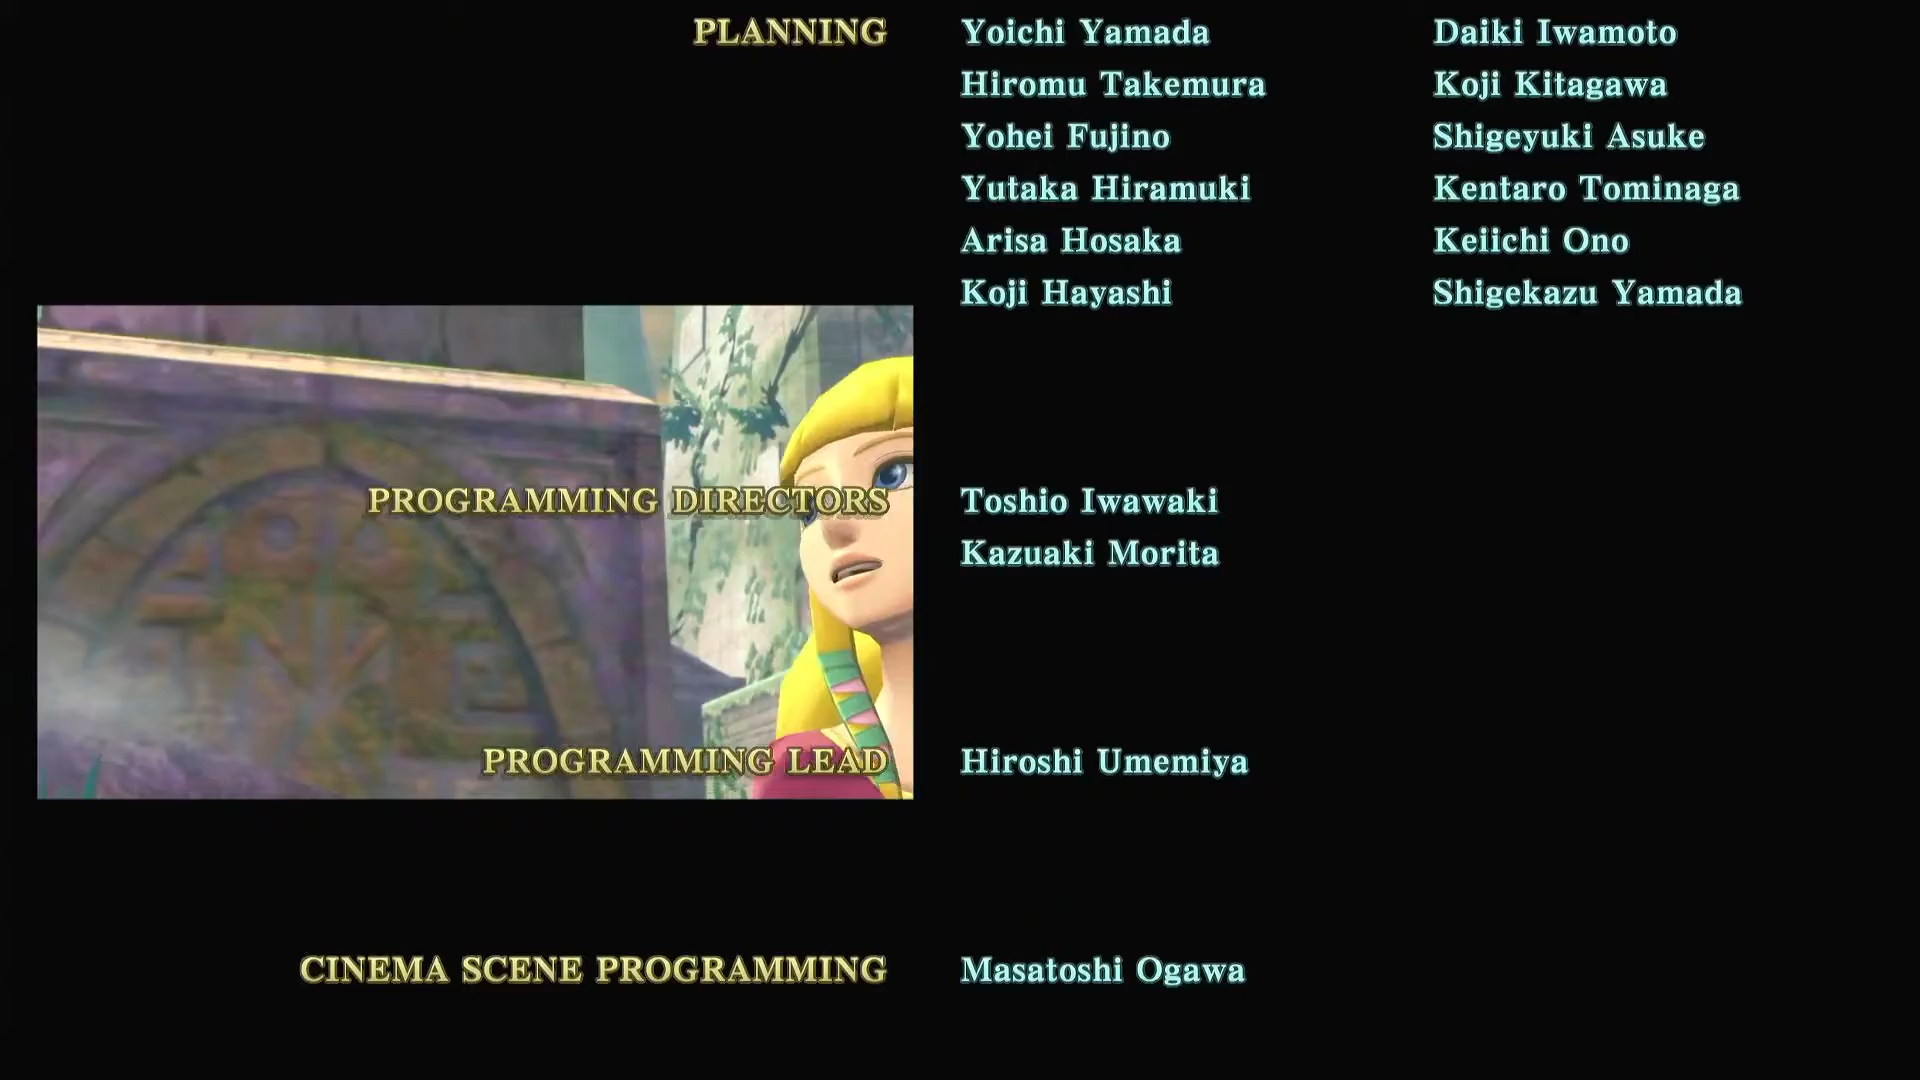 PLANNING Yoichi Yamada Daiki Iwamoto
Hiromu Takemura Koji Kitagawa
Yohei Fujino Shigeyuki Asuke
Yutaka Hiramuki Kentaro Tominaga
Arisa Hosaka Keiichi Ono
Koji Hayashi Shigekazu Yamada
PROGRAMMING DIRECTORS Toshio Iwawaki
Kazuaki Morita
PROGRAMMING LEAD Hiroshi Umemiya
CINEMA SCENE PROGRAMMING Masatoshi Ogawa